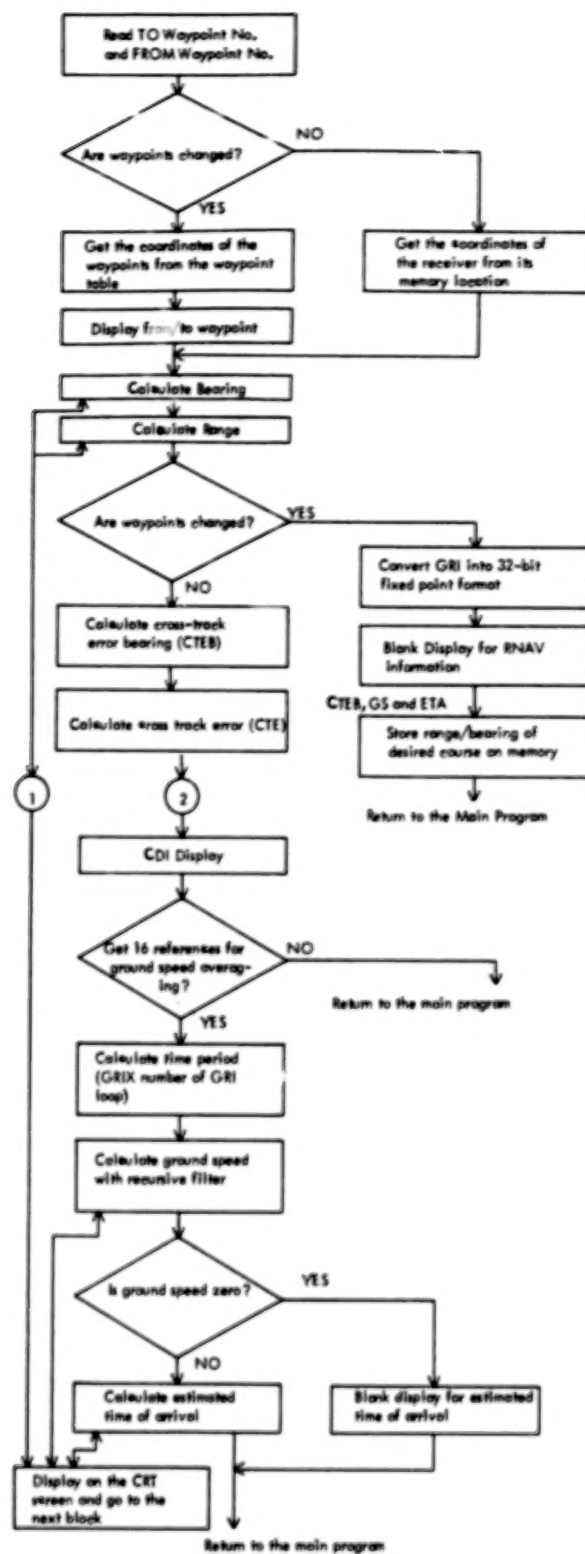 Read TO Waypoint No.
and FROM Waypoint No.
Are waypoints changed?
NO
YES
Get the coordinates of the
waypoints from the waypoint
table
Get the coordinates of
the receiver from its
memory location
Display from/to waypoint
Calculate Bearing
Calculate Range
Are waypoints changed?
YES
NO
Convert GRI into 32-bit
fixed point format
Calculate cross-track
error bearing (CTEB)
Blank Display for RNAV
information
CTEB, GS and ETA
Calculate cross track error (CTE)
Store range/bearing of
desired course on memory
1
2
Return to the Main Program
CDI Display
Get 16 references for
ground speed averag-
ing?
NO
Return to the main program
YES
Calculate time period
(GRIX number of GRI
loop)
Calculate ground speed
with recursive filter
Is ground speed zero?
YES
NO
Calculate estimated
time of arrival
Blank display for estimated
time of arrival
Display on the CRT
screen and go to the
next block
Return to the main program